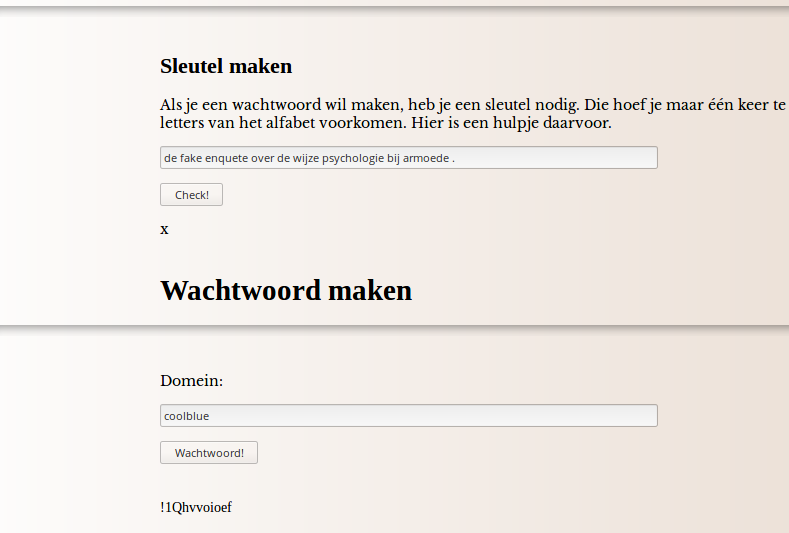 Sleutel maken
Als je een wachtwoord wil maken, heb je een sleutel nodig. Die hoef je maar één keer te
letters van het alfabet voorkomen. Hier is een hulpje daarvoor.
de fake enquete over de wijze psychologie bij armoede .
Check!
x
Wachtwoord maken
Domein:
coolblue
Wachtwoord!
!1Qhvvoioef